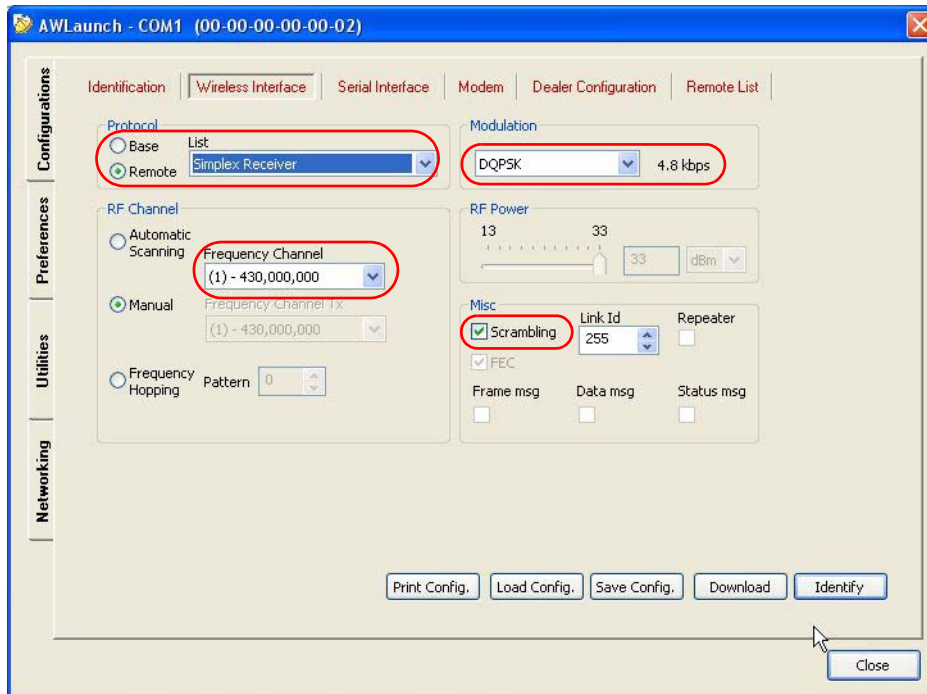 AWLaunch - COM1 (00-00-00-00-00-02)
Configurations
Preferences
Utilities
Networking
Identification
Wireless Interface
Serial Interface
Modem
Dealer Configuration
Remote List
Protocol
Base
Remote
List
Simplex Receiver
Modulation
DQPSK
4.8 kbps
RF Channel
Automatic
Scanning
Frequency Channel
(1) - 430,000,000
Manual
Frequency Channel Tx
(1) - 430,000,000
Frequency
Hopping
Pattern
0
RF Power
13
33
33
dBm
Misc
Scrambling
Link Id
255
Repeater
FEC
Frame msg
Data msg
Status msg
Print Config.
Load Config.
Save Config.
Download
Identify
Close